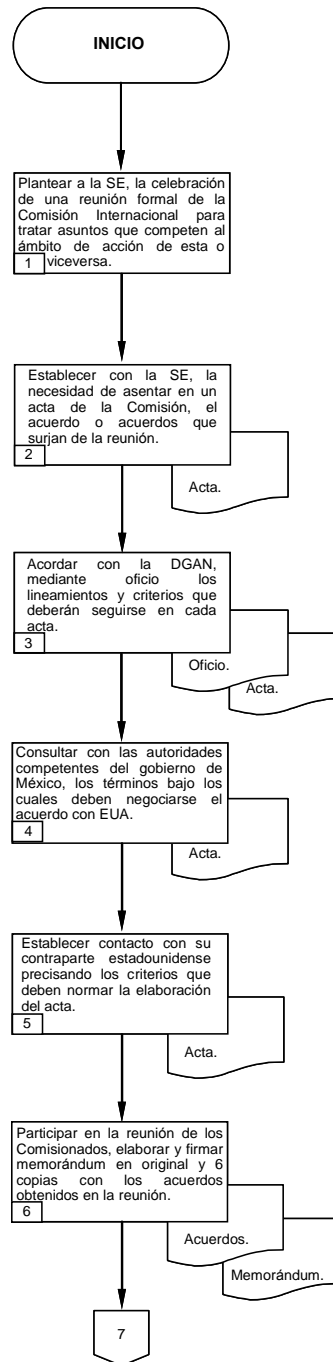 INICIO
Plantear a la SE, la celebración
de una reunión formal de la
Comisión Internacional para
tratar asuntos que competen al
ámbito de acción de esta o
viceversa.
1
Establecer con la SE, la
necesidad de asentar en un
acta de la Comisión, el
acuerdo o acuerdos que
surjan de la reunión.
2
Acta.
Acordar con la DGAN,
mediante oficio los
lineamientos y criterios que
deberán seguirse en cada
acta.
3
Oficio.
Acta.
Consultar con las autoridades
competentes del gobierno de
México, los términos bajo los
cuales deben negociarse el
acuerdo con EUA.
4
Acta.
Establecer contacto con su
contraparte estadounidense
precisando los criterios que
deben normar la elaboración
del acta.
5
Acta.
Participar en la reunión de los
Comisionados, elaborar y firmar
memorándum en original y 6
copias con los acuerdos
obtenidos en la reunión.
6
Acuerdos.
Memorándum.
7